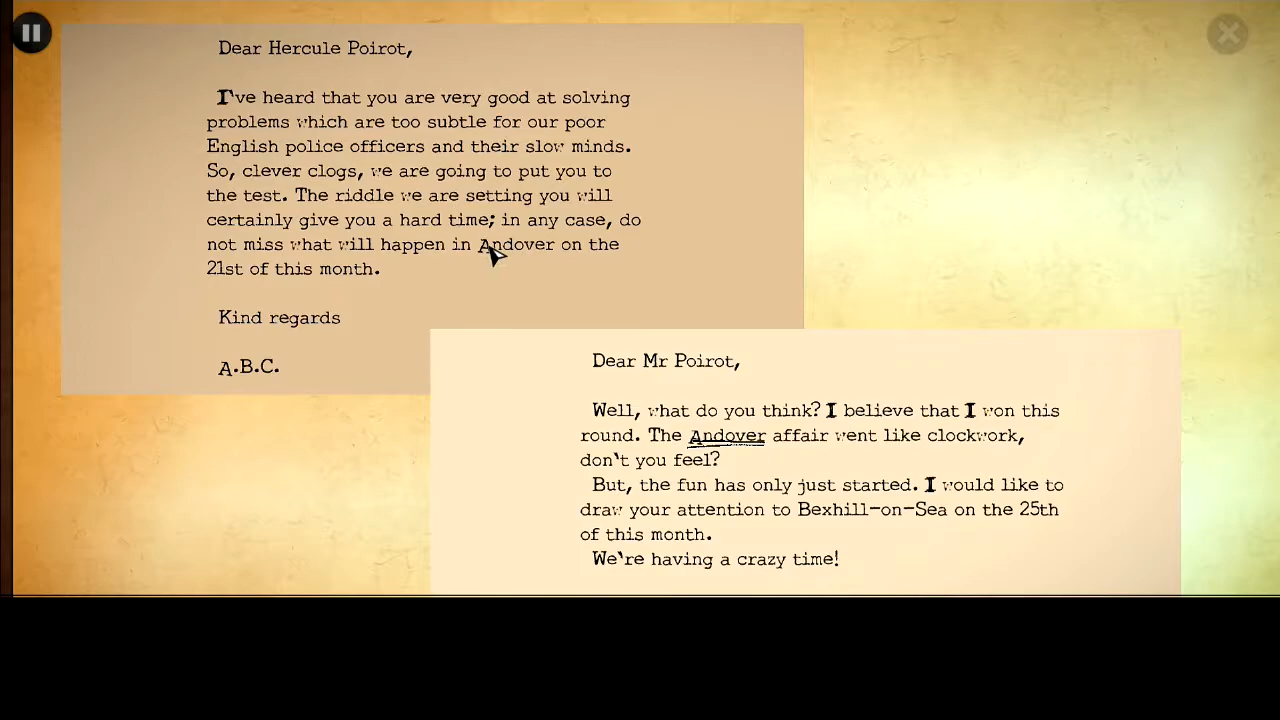 Dear Hercule Poirot,
I've heard that you are very good at solving
problems which are too subtle for our poor
English police officers and their slow minds.
So, clever clogs, we are going to put you to
the test. The riddle we are setting you will
certainly give you a hard time; in any case, do
not miss what will happen in Andover on the
21st of this month.
Kind regards
A.B.C.
Dear Mr Poirot,
Well, what do you think? I believe that I won this
round. The Andover affair went like clockwork,
don't you feel?
But, the fun has only just started. I would like to
draw your attention to Bexhill-on-Sea on the 25th
of this month.
We're having a crazy time!